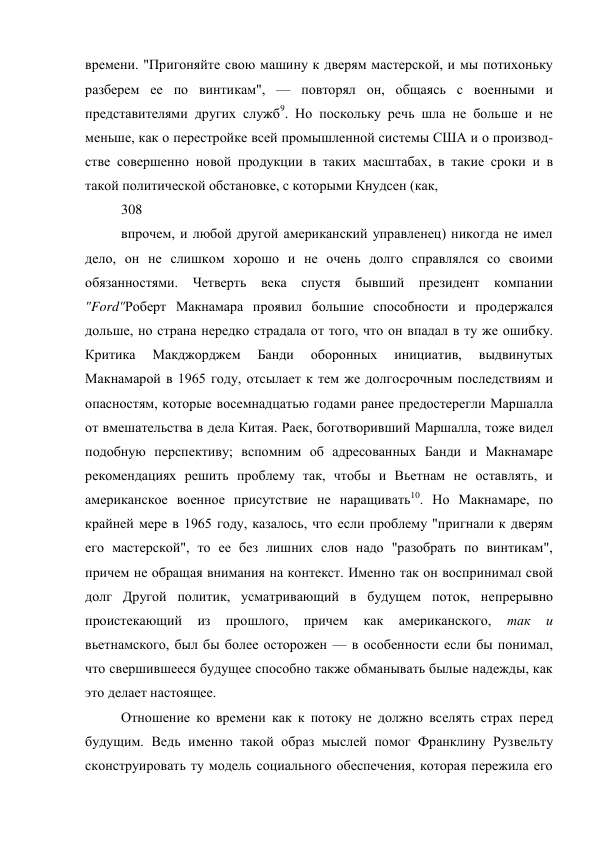 времени. "Пригоняйте свою машину к дверям мастерской, и мы потихоньку
разберем ее по винтикам", — повторял он, общаясь с военными и
представителями других служб9. Но поскольку речь шла не больше и не
меньше, как о перестройке всей промышленной системы США и о производ-
стве совершенно новой продукции в таких масштабах, в такие сроки и в
такой политической обстановке, с которыми Кнудсен (как,
308
впрочем, и любой другой американский управленец) никогда не имел
дело, он не слишком хорошо и не очень долго справлялся со своими
обязанностями. Четверть века спустя бывший президент компании
"Ford"Роберт Макнамара проявил большие способности и продержался
дольше, но страна нередко страдала от того, что он впадал в ту же ошибку.
Критика Макджорджем Банди оборонных инициатив, выдвинутых
Макнамарой в 1965 году, отсылает к тем же долгосрочным последствиям и
опасностям, которые восемнадцатью годами ранее предостерегли Маршалла
от вмешательства в дела Китая. Раек, боготворивший Маршалла, тоже видел
подобную перспективу; вспомним об адресованных Банди и Макнамаре
рекомендациях решить проблему так, чтобы и Вьетнам не оставлять, и
американское военное присутствие не наращивать10. Но Макнамаре, по
крайней мере в 1965 году, казалось, что если проблему "пригнали к дверям
его мастерской", то ее без лишних слов надо "разобрать по винтикам",
причем не обращая внимания на контекст. Именно так он воспринимал свой
долг Другой политик, усматривающий в будущем поток, непрерывно
проистекающий из прошлого, причем как американского, так и
вьетнамского, был бы более осторожен — в особенности если бы понимал,
что свершившееся будущее способно также обманывать былые надежды, как
это делает настоящее.
Отношение ко времени как к потоку не должно вселять страх перед
будущим. Ведь именно такой образ мыслей помог Франклину Рузвельту
сконструировать ту модель социального обеспечения, которая пережила его